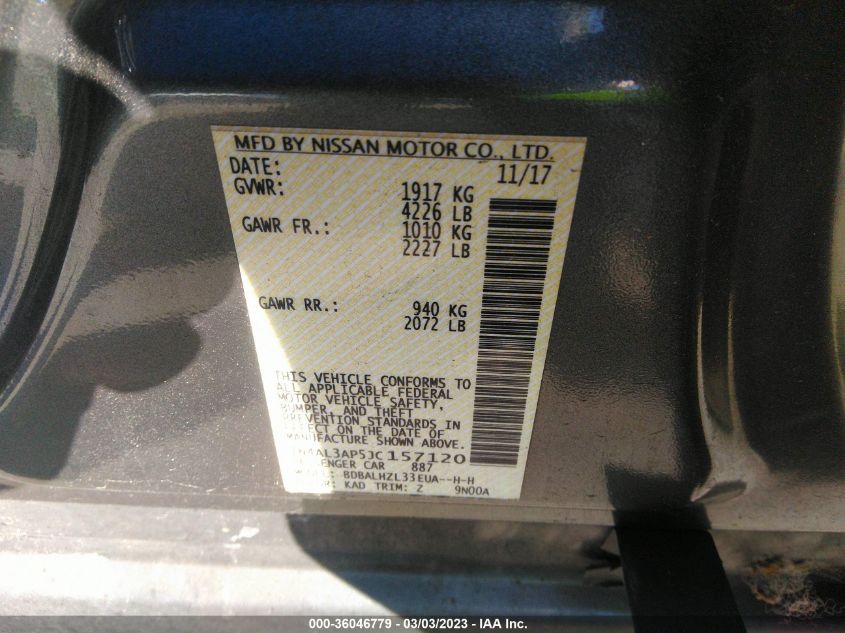 MFD BY NISSAN MOTOR CO., LTD.
DATE: 11/17
GVWR: 1917 KG
4226 LB
GAWR FR.: 1010 KG
2227 LB
GAWR RR.: 940 KG
2072 LB
THIS VEHICLE CONFORMS TO
ALL APPLICABLE FEDERAL
MOTOR VEHICLE SAFETY,
BUMPER, AND THEFT
PREVENTION STANDARDS IN
EFFECT ON THE DATE OF
MANUFACTURE SHOWN ABOVE.
1N4AL3AP5JC157120
CAR 887
BDBALHZL33EUA--H-H
KAD TRIM: Z 9N00A
000-36046779 — 03/03/2023 — IAA Inc.